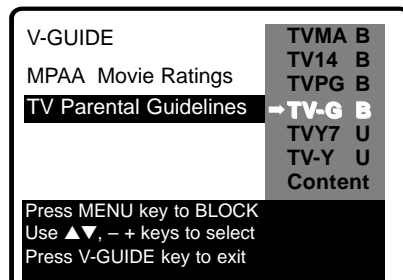 V-GUIDE
MPAA Movie Ratings
TV Parental Guidelines
TVMA B
TV14 B
TVPG B
➡TV-G B
TVY7 U
TV-Y U
Content
Press MENU key to BLOCK
Use ▲▼, – + keys to select
Press V-GUIDE key to exit